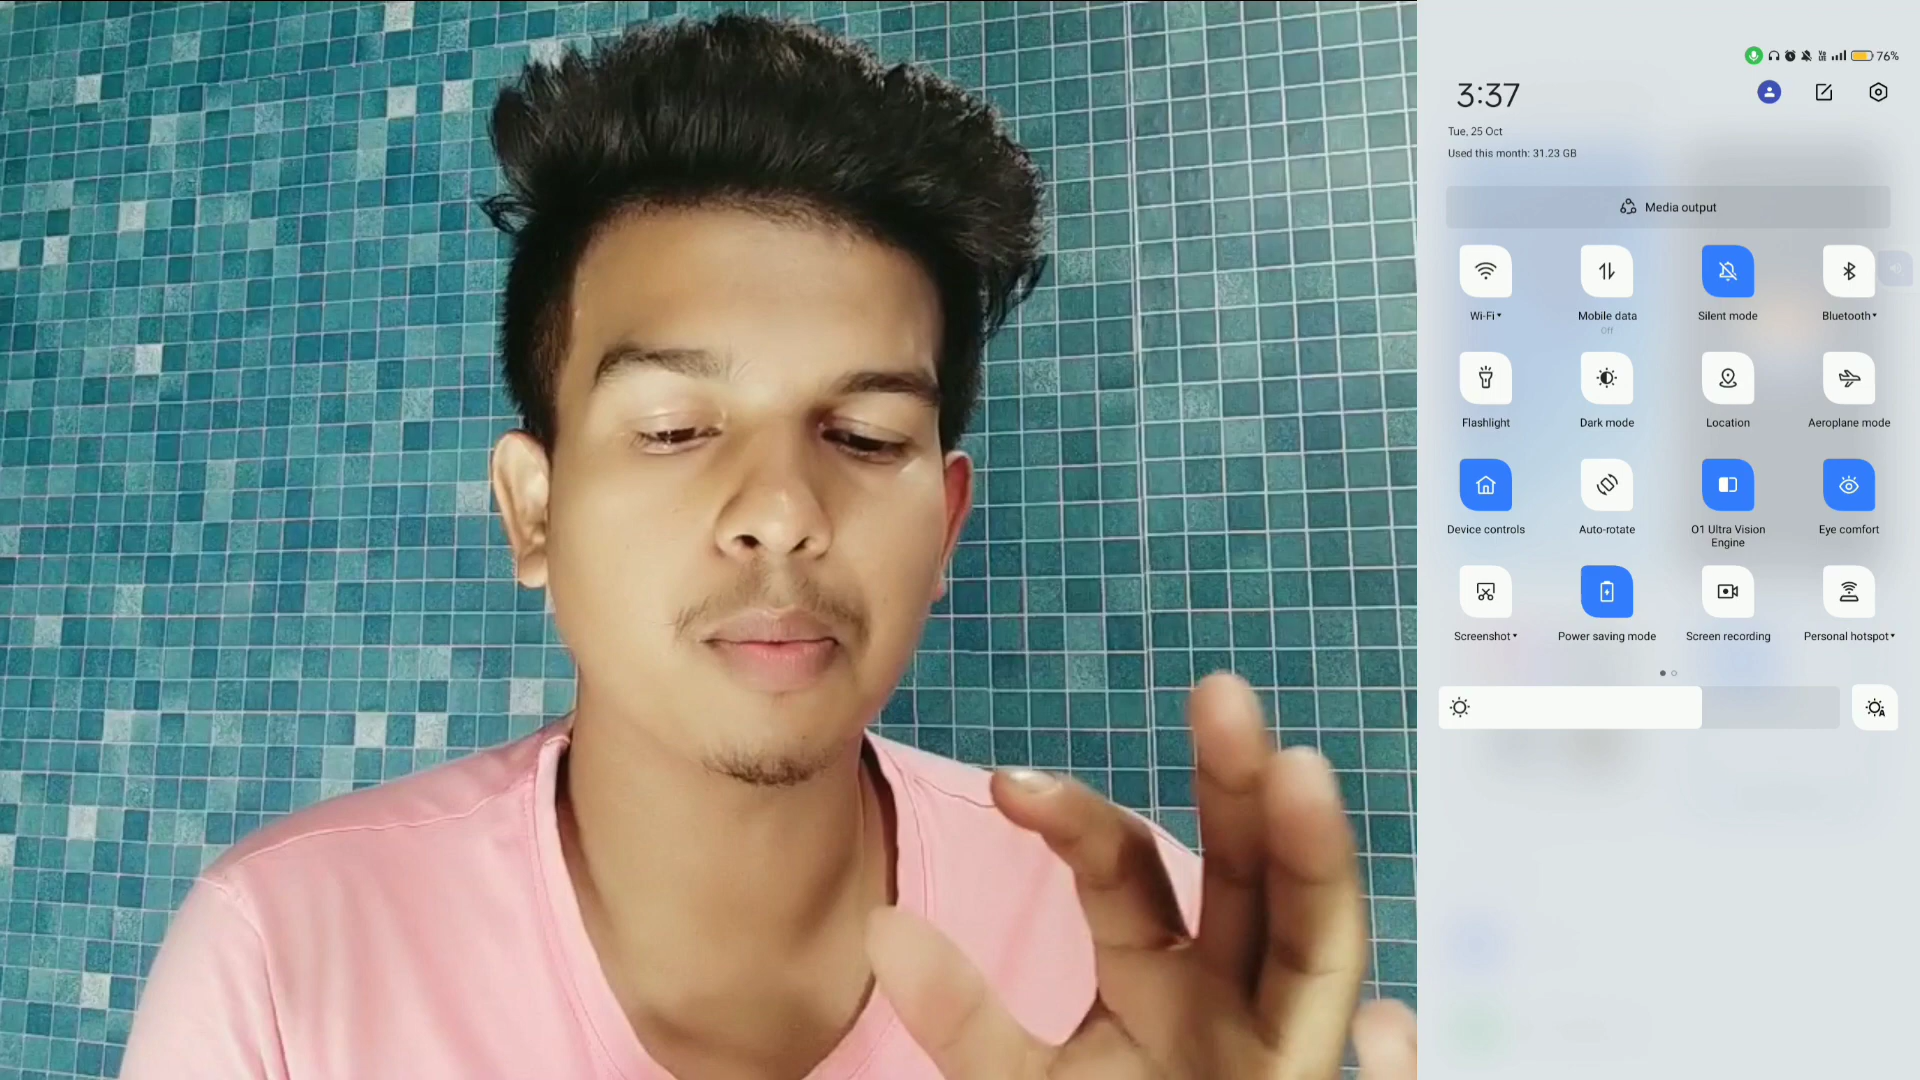 76%
3:37
Tue, 25 Oct
Used this month: 31.23 GB
Media output
Wi-Fi
Mobile data
Off
Silent mode
Bluetooth
Flashlight
Dark mode
Location
Aeroplane mode
Device controls
Auto-rotate
O1 Ultra Vision
Engine
Eye comfort
Screenshot
Power saving mode
Screen recording
Personal hotspot